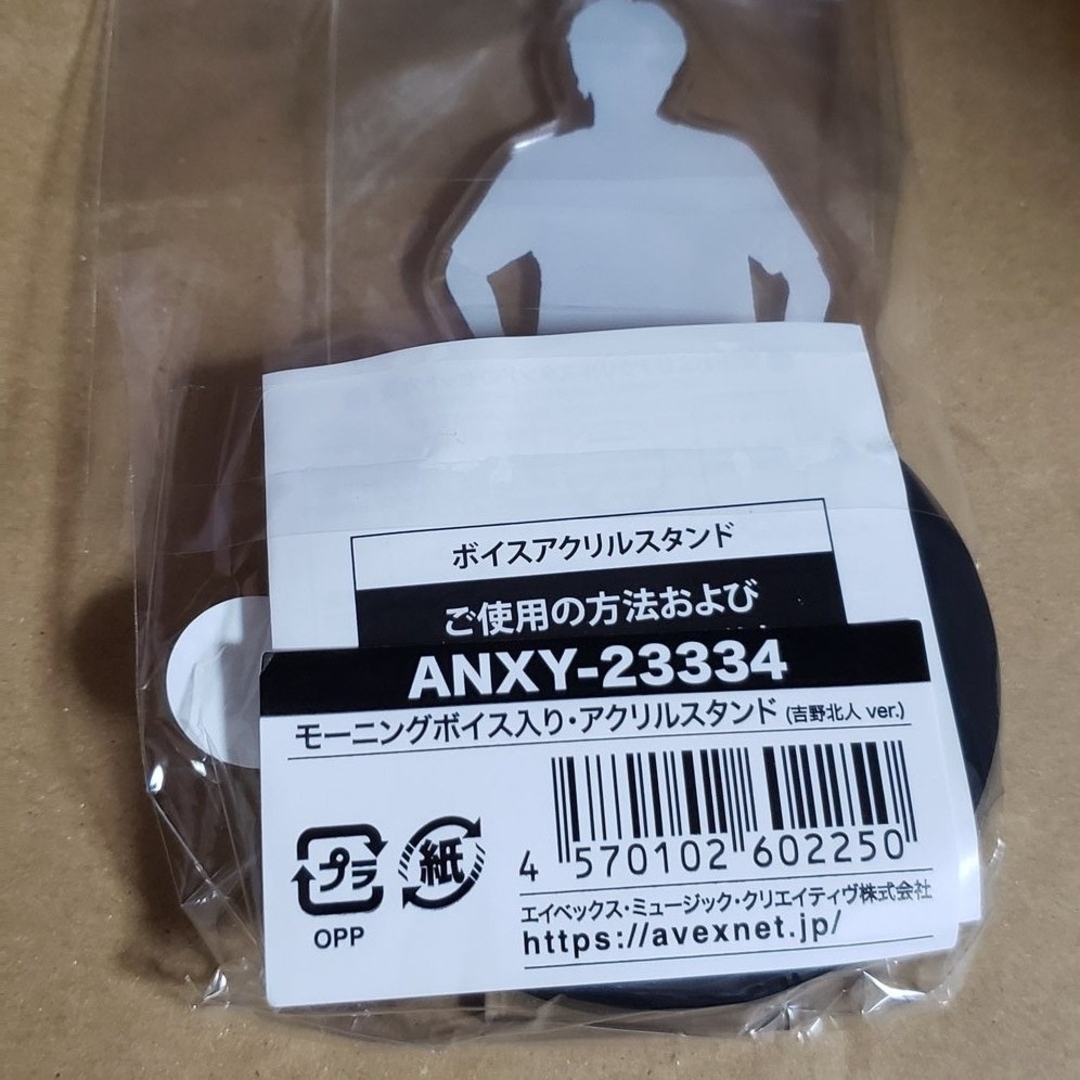 ボイスアクリルスタンド
ご使用の方法および
ANXY-23334
モーニングボイス入り・アクリルスタンド (吉野北人 ver.)
プラ
紙
OPP
4 570102 602250
エイベックス・ミュージック・クリエイティヴ株式会社
https://avexnet.jp/